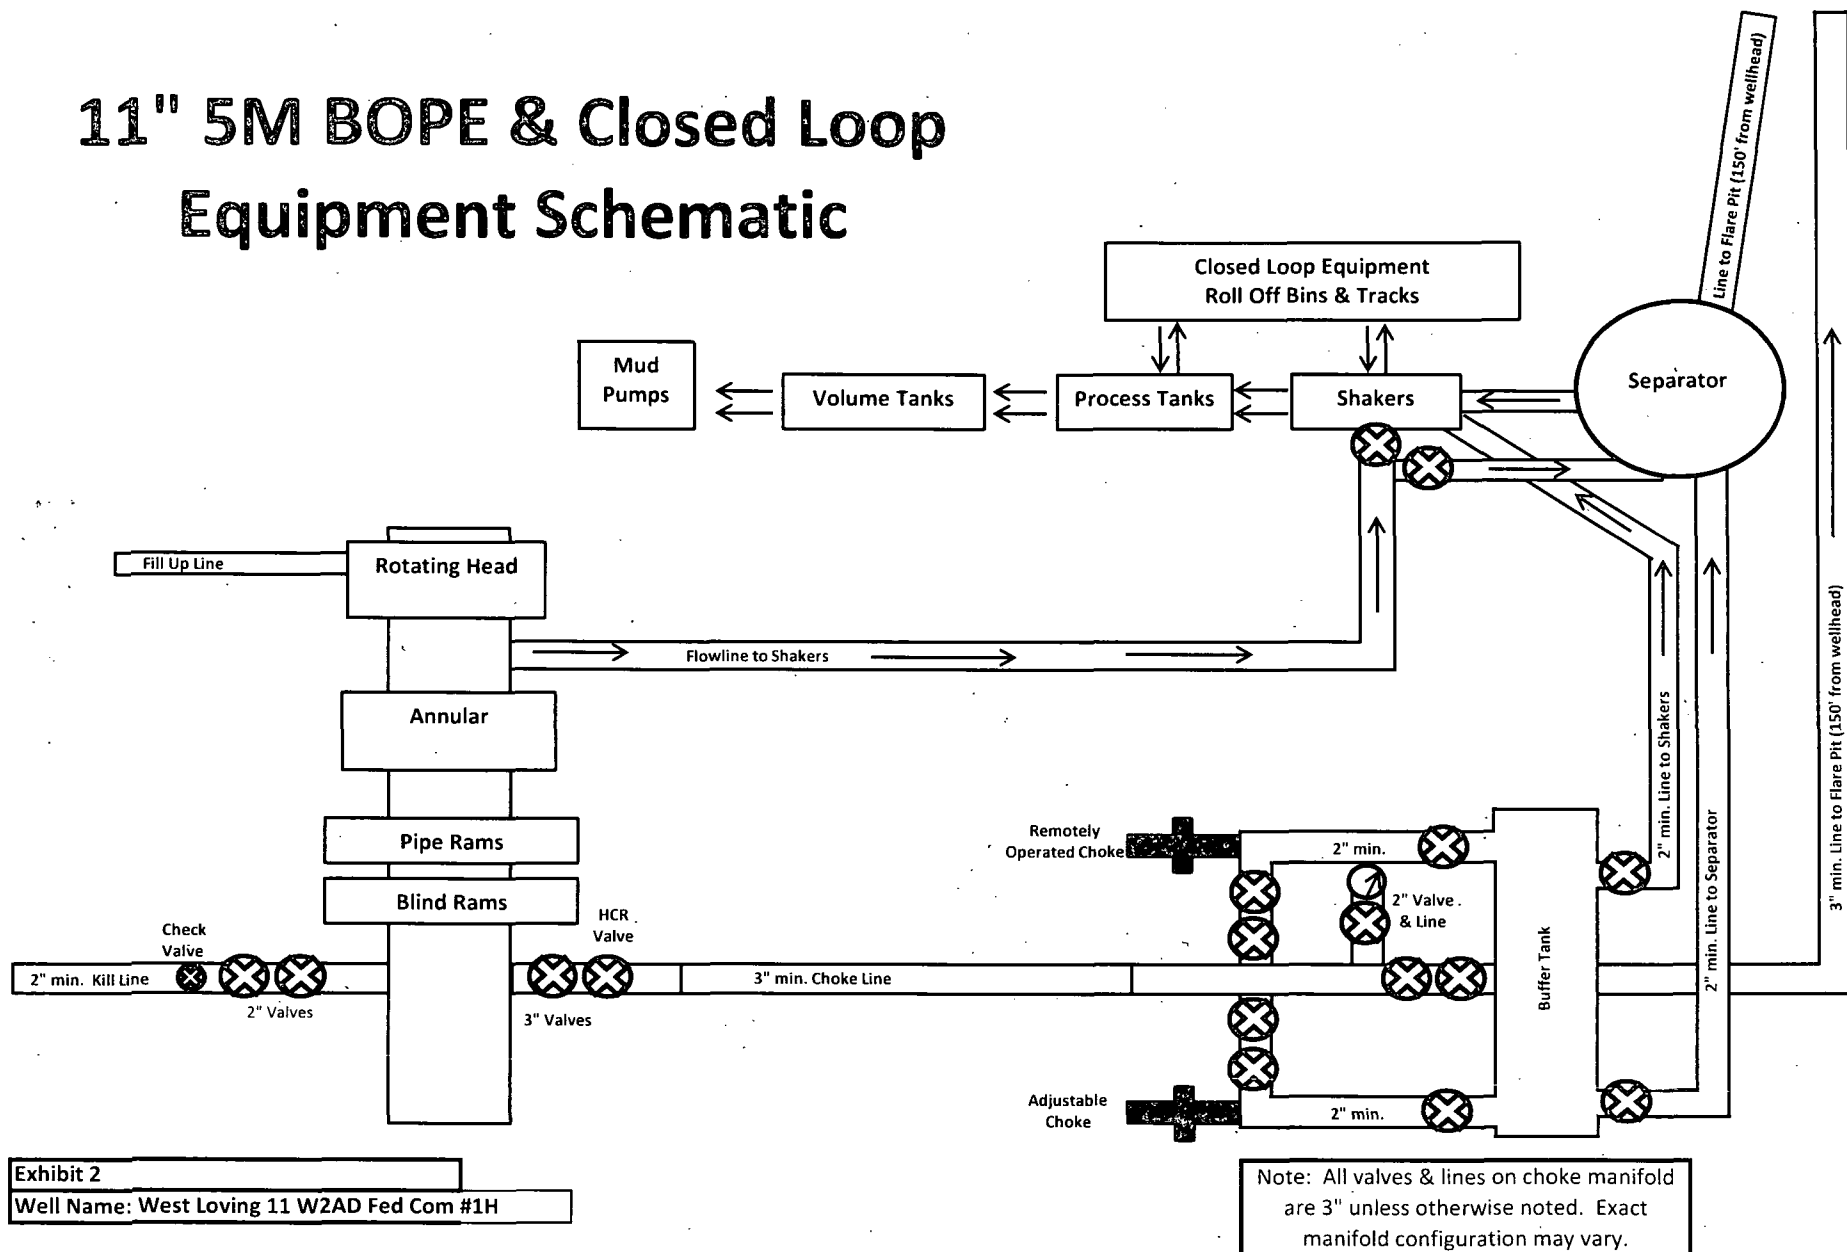 11" 5M BOPE & Closed Loop
Equipment Schematic
Line to Flare Pit (150' from wellhead)
Closed Loop Equipment
Roll Off Bins & Tracks
Mud
Pumps
Volume Tanks
Process Tanks
Shakers
Separator
Fill Up Line
Rotating Head
Flowline to Shakers
Annular
3" min. Line to Flare Pit (150' from wellhead)
2" min. Line to Shakers
2" min. Line to Separator
Pipe Rams
Blind Rams
Remotely
Operated Choke
2" min.
2" Valve
& Line
HCR
Valve
Check
Valve
2" min. Kill Line
2" Valves
3" Valves
3" min. Choke Line
Buffer Tank
Adjustable
Choke
2" min.
Exhibit 2
Well Name: West Loving 11 W2AD Fed Com #1H
Note: All valves & lines on choke manifold
are 3" unless otherwise noted. Exact
manifold configuration may vary.